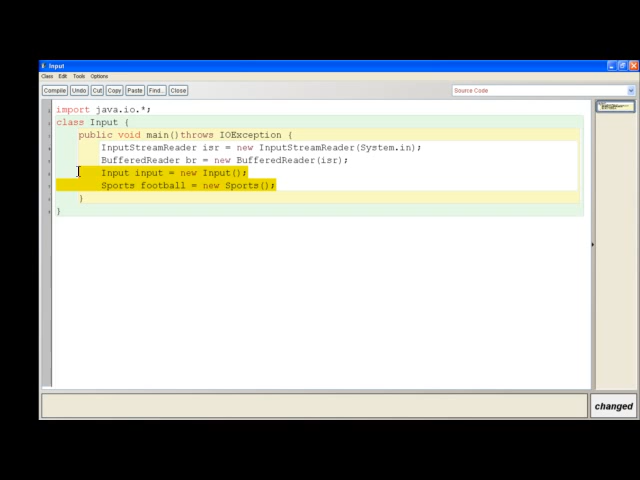 Input
Class Edit Tools Options
Compile Undo Cut Copy Paste Find... Close Source Code
import java.io.*;
class Input {
public void main()throws IOException {
InputStreamReader isr = new InputStreamReader(System.in);
BufferedReader br = new BufferedReader(isr);
Input input = new Input();
Sports football = new Sports();
}
}
changed